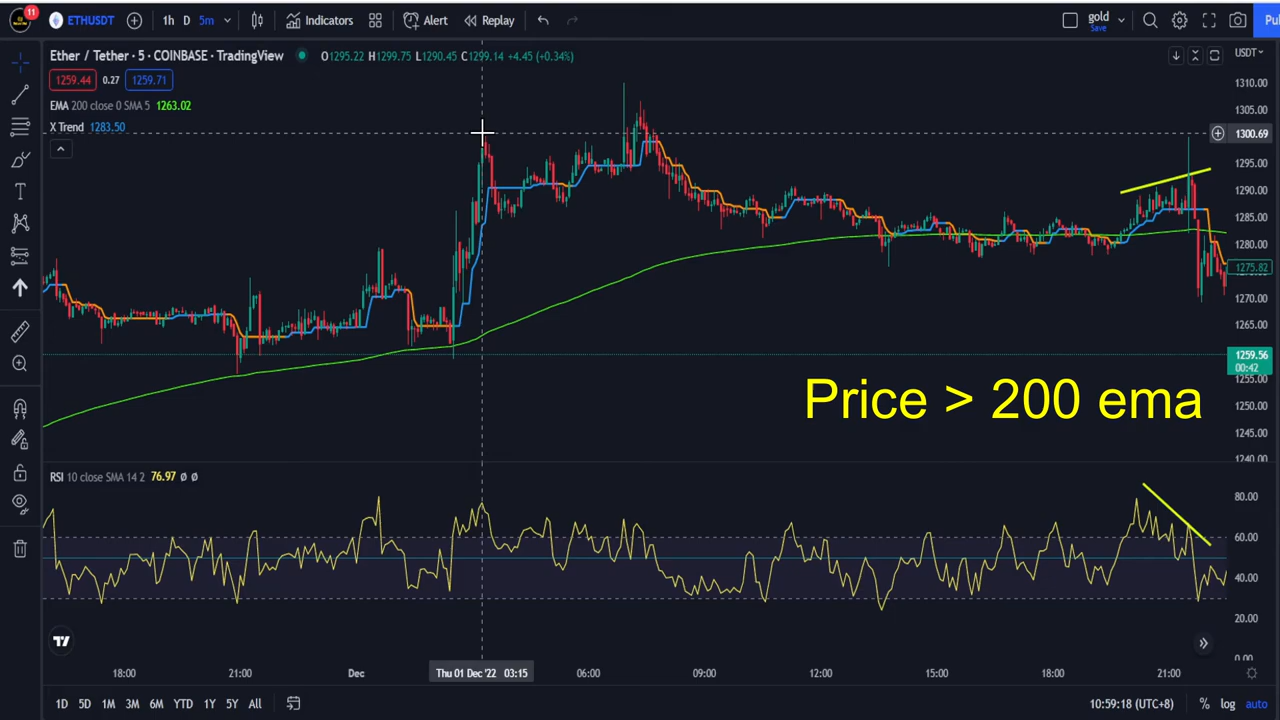 11
ETHUSDT
1h D 5m
Indicators
Alert
Replay
gold
Save
Ether / Tether · 5 · COINBASE · TradingView
O1295.22 H1299.75 L1290.45 C1299.14 +4.45 (+0.34%)
USDT
1259.44 0.27 1259.71
EMA 200 close 0 SMA 5 1263.02
X Trend 1283.50
1310.00
1305.00
1300.69
1295.00
1290.00
1285.00
1280.00
1275.82
1270.00
1265.00
1259.56
00:42
1255.00
1250.00
1245.00
1240.00
Price > 200 ema
RSI 10 close SMA 14 2 76.97 ø ø
80.00
60.00
40.00
20.00
0.00
18:00 21:00 Dec Thu 01 Dec '22 03:15 06:00 09:00 12:00 15:00 18:00 21:00
1D 5D 1M 3M 6M YTD 1Y 5Y All
10:59:18 (UTC+8) % log auto